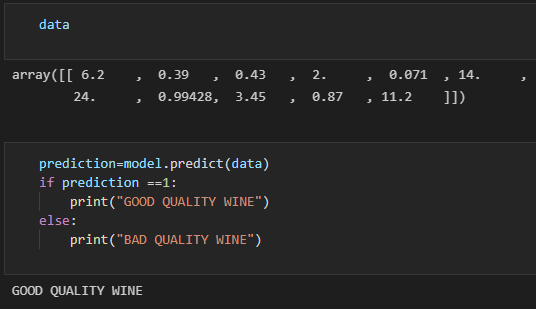 data
array([[ 6.2    ,  0.39   ,  0.43   ,  2.     ,  0.071  , 14.     ,
        24.     ,  0.99428,  3.45   ,  0.87   , 11.2    ]])
prediction=model.predict(data)
if prediction ==1:
    print("GOOD QUALITY WINE")
else:
    print("BAD QUALITY WINE")
GOOD QUALITY WINE